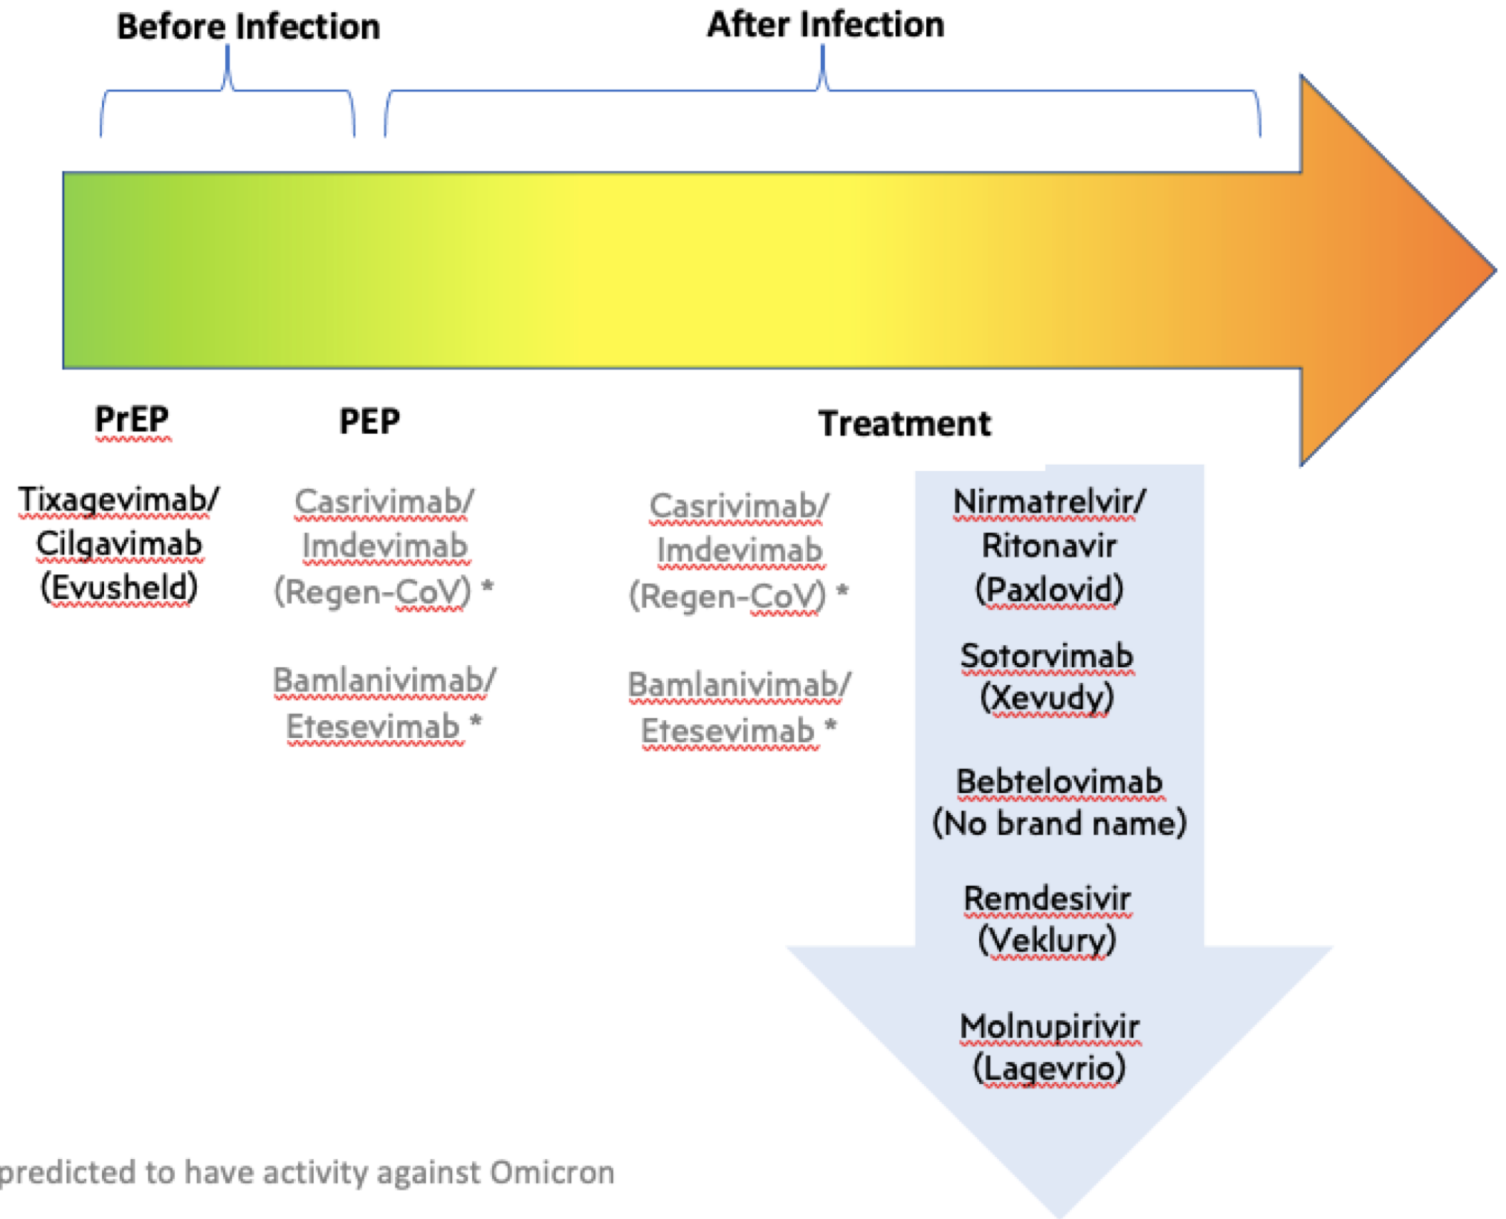 Before Infection
After Infection
PrEP
PEP
Treatment
Tixagevimab/
Cilgavimab
(Evusheld)
Casrivimab/
Imdevimab
(Regen-CoV) *
Bamlanivimab/
Etesevimab *
Casrivimab/
Imdevimab
(Regen-CoV) *
Bamlanivimab/
Etesevimab *
Nirmatrelvir/
Ritonavir
(Paxlovid)
Sotorvimab
(Xevudy)
Bebtelovimab
(No brand name)
Remdesivir
(Veklury)
Molnupirivir
(Lagevrio)
predicted to have activity against Omicron